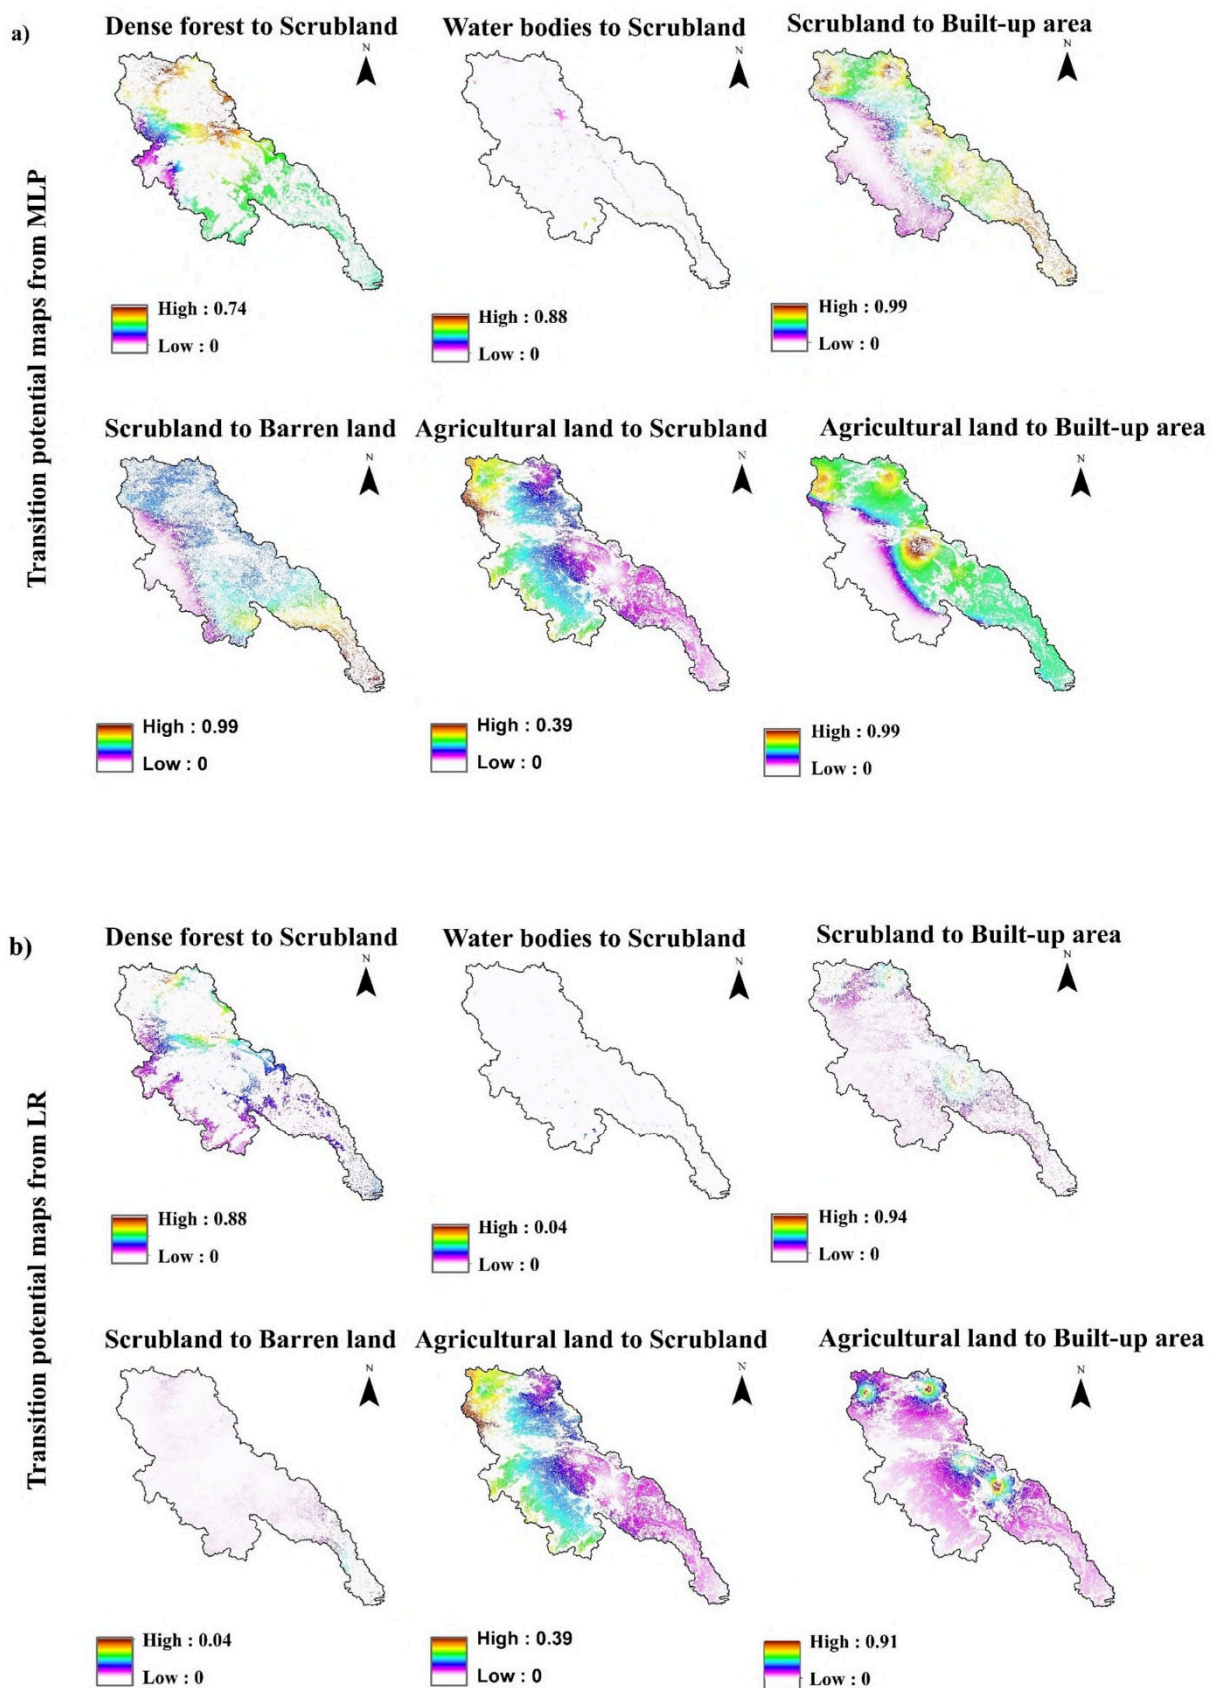 a)
Transition potential maps from MLP
Dense forest to Scrubland
Water bodies to Scrubland
Scrubland to Built-up area
N
N
N
High : 0.74
Low : 0
High : 0.88
Low : 0
High : 0.99
Low : 0
Scrubland to Barren land
Agricultural land to Scrubland
Agricultural land to Built-up area
N
N
N
High : 0.99
Low : 0
High : 0.39
Low : 0
High : 0.99
Low : 0
b)
Transition potential maps from LR
Dense forest to Scrubland
Water bodies to Scrubland
Scrubland to Built-up area
N
N
N
High : 0.88
Low : 0
High : 0.04
Low : 0
High : 0.94
Low : 0
Scrubland to Barren land
Agricultural land to Scrubland
Agricultural land to Built-up area
N
N
N
High : 0.04
Low : 0
High : 0.39
Low : 0
High : 0.91
Low : 0